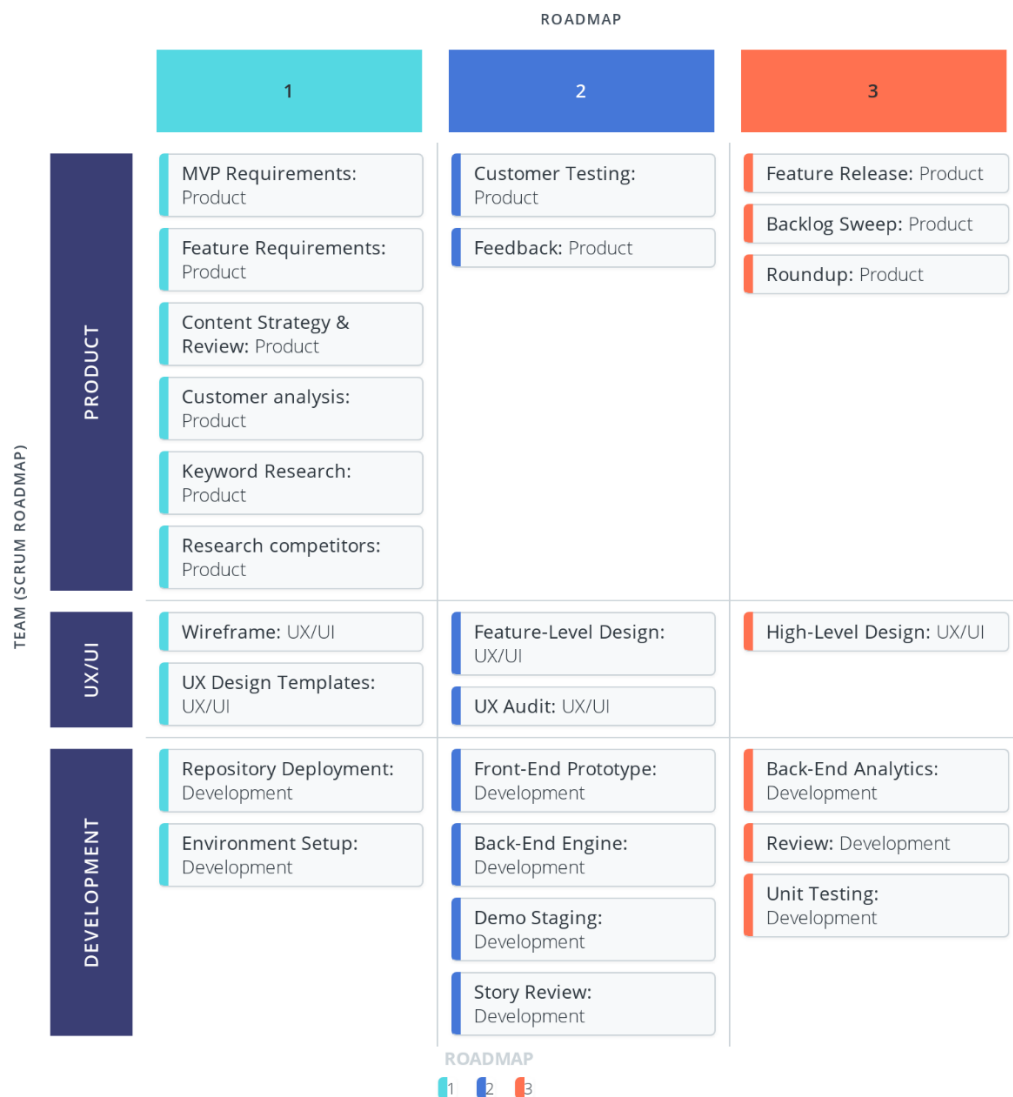 ROADMAP
1
2
3
TEAM (SCRUM ROADMAP)
PRODUCT
MVP Requirements:
Product
Feature Requirements:
Product
Content Strategy &
Review: Product
Customer analysis:
Product
Keyword Research:
Product
Research competitors:
Product
Customer Testing:
Product
Feedback: Product
Feature Release: Product
Backlog Sweep: Product
Roundup: Product
UX/UI
Wireframe: UX/UI
UX Design Templates:
UX/UI
Feature-Level Design:
UX/UI
UX Audit: UX/UI
High-Level Design: UX/UI
DEVELOPMENT
Repository Deployment:
Development
Environment Setup:
Development
Front-End Prototype:
Development
Back-End Engine:
Development
Demo Staging:
Development
Story Review:
Development
Back-End Analytics:
Development
Review: Development
Unit Testing:
Development
ROADMAP
1 2 3